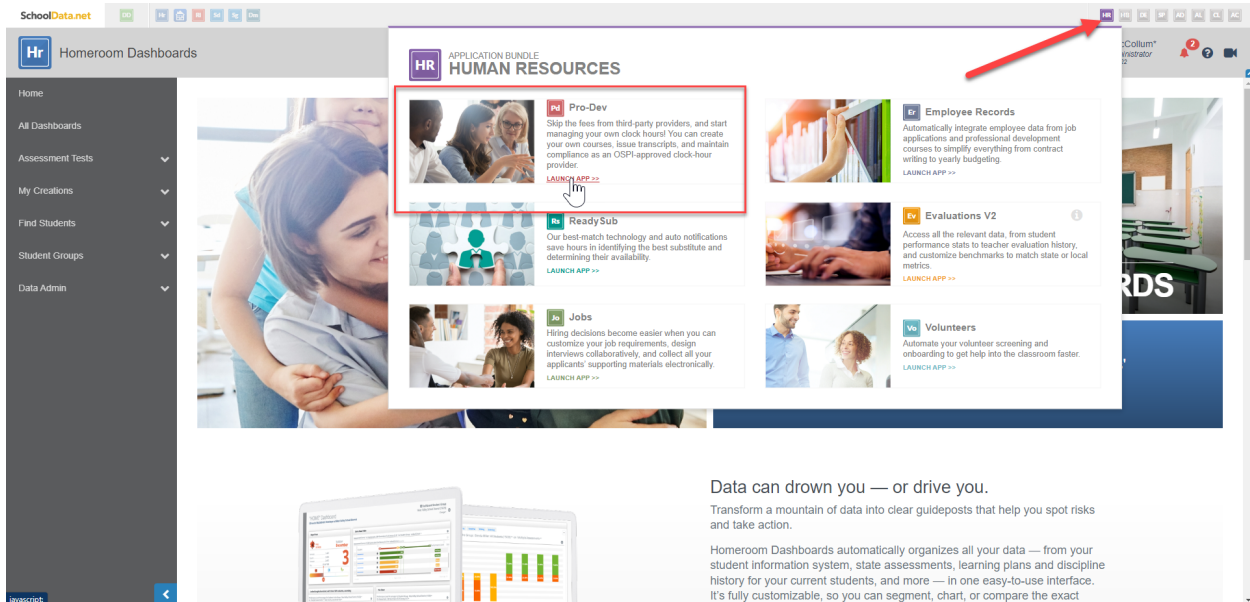 SchoolData.net
HR
Hr Homeroom Dashboards
2
Home
All Dashboards
Assessment Tests
My Creations
Find Students
Student Groups
Data Admin
HR
APPLICATION BUNDLE
HUMAN RESOURCES
Pd Pro-Dev
Skip the fees from third-party providers, and start
managing your own clock hours! You can create
your own courses, issue transcripts, and maintain
compliance as an OSPI-approved clock-hour
provider.
LAUNCH APP >>
Er Employee Records
Automatically integrate employee data from job
applications and professional development
courses to simplify everything from contract
writing to yearly budgeting.
LAUNCH APP >>
Rs ReadySub
Our best-match technology and auto notifications
save hours in identifying the best substitute and
determining their availability.
LAUNCH APP >>
Ev Evaluations V2
Access all the relevant data, from student
performance stats to teacher evaluation history,
and customize benchmarks to match state or local
metrics.
LAUNCH APP >>
Jo Jobs
Hiring decisions become easier when you can
customize your job requirements, design
interviews collaboratively, and collect all your
applicants' supporting materials electronically.
LAUNCH APP >>
Vo Volunteers
Automate your volunteer screening and
onboarding to get help into the classroom faster.
LAUNCH APP >>
RDS
Data can drown you — or drive you.
Transform a mountain of data into clear guideposts that help you spot risks
and take action.
Homeroom Dashboards automatically organizes all your data — from your
student information system, state assessments, learning plans and discipline
history for your current students, and more — in one easy-to-use interface.
It's fully customizable, so you can segment, chart, or compare the exact
javascript: